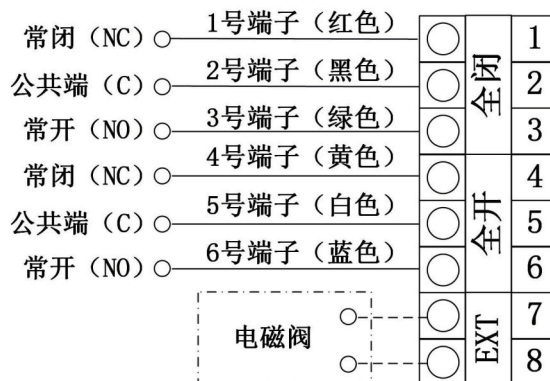 常闭（NC） 1号端子（红色） 1
公共端（C） 2号端子（黑色） 2
常开（NO） 3号端子（绿色） 3
全闭
常闭（NC） 4号端子（黄色） 4
公共端（C） 5号端子（白色） 5
常开（NO） 6号端子（蓝色） 6
全开
电磁阀
7
8
EXT